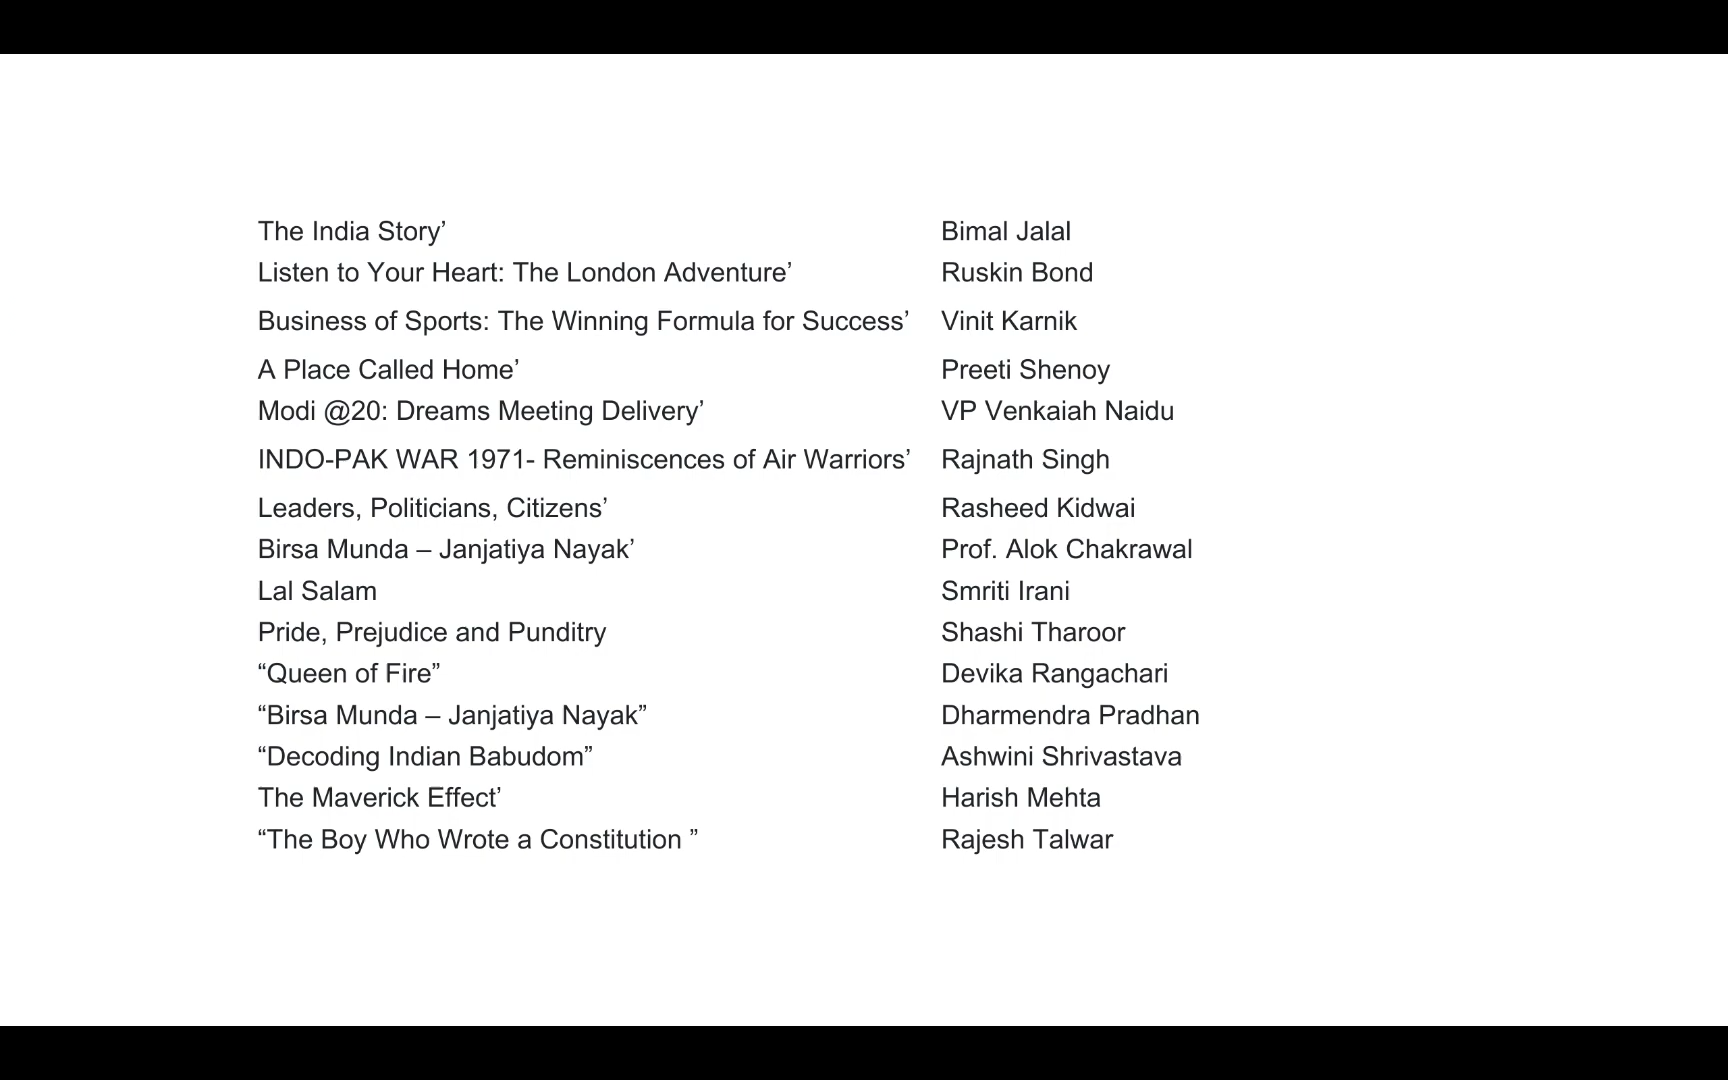 The India Story’ Bimal Jalal
Listen to Your Heart: The London Adventure’ Ruskin Bond
Business of Sports: The Winning Formula for Success’ Vinit Karnik
A Place Called Home’ Preeti Shenoy
Modi @20: Dreams Meeting Delivery’ VP Venkaiah Naidu
INDO-PAK WAR 1971- Reminiscences of Air Warriors’ Rajnath Singh
Leaders, Politicians, Citizens’ Rasheed Kidwai
Birsa Munda – Janjatiya Nayak’ Prof. Alok Chakrawal
Lal Salam Smriti Irani
Pride, Prejudice and Punditry Shashi Tharoor
“Queen of Fire” Devika Rangachari
“Birsa Munda – Janjatiya Nayak” Dharmendra Pradhan
“Decoding Indian Babudom” Ashwini Shrivastava
The Maverick Effect’ Harish Mehta
“The Boy Who Wrote a Constitution ” Rajesh Talwar